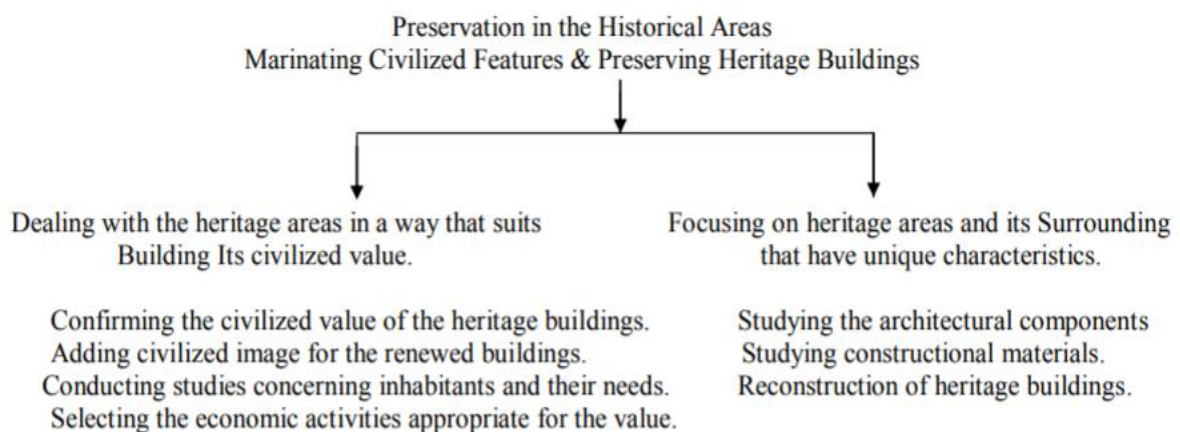 Preservation in the Historical Areas
Marinating Civilized Features & Preserving Heritage Buildings
Dealing with the heritage areas in a way that suits
Building Its civilized value.
Confirming the civilized value of the heritage buildings.
Adding civilized image for the renewed buildings.
Conducting studies concerning inhabitants and their needs.
Selecting the economic activities appropriate for the value.
Focusing on heritage areas and its Surrounding
that have unique characteristics.
Studying the architectural components
Studying constructional materials.
Reconstruction of heritage buildings.